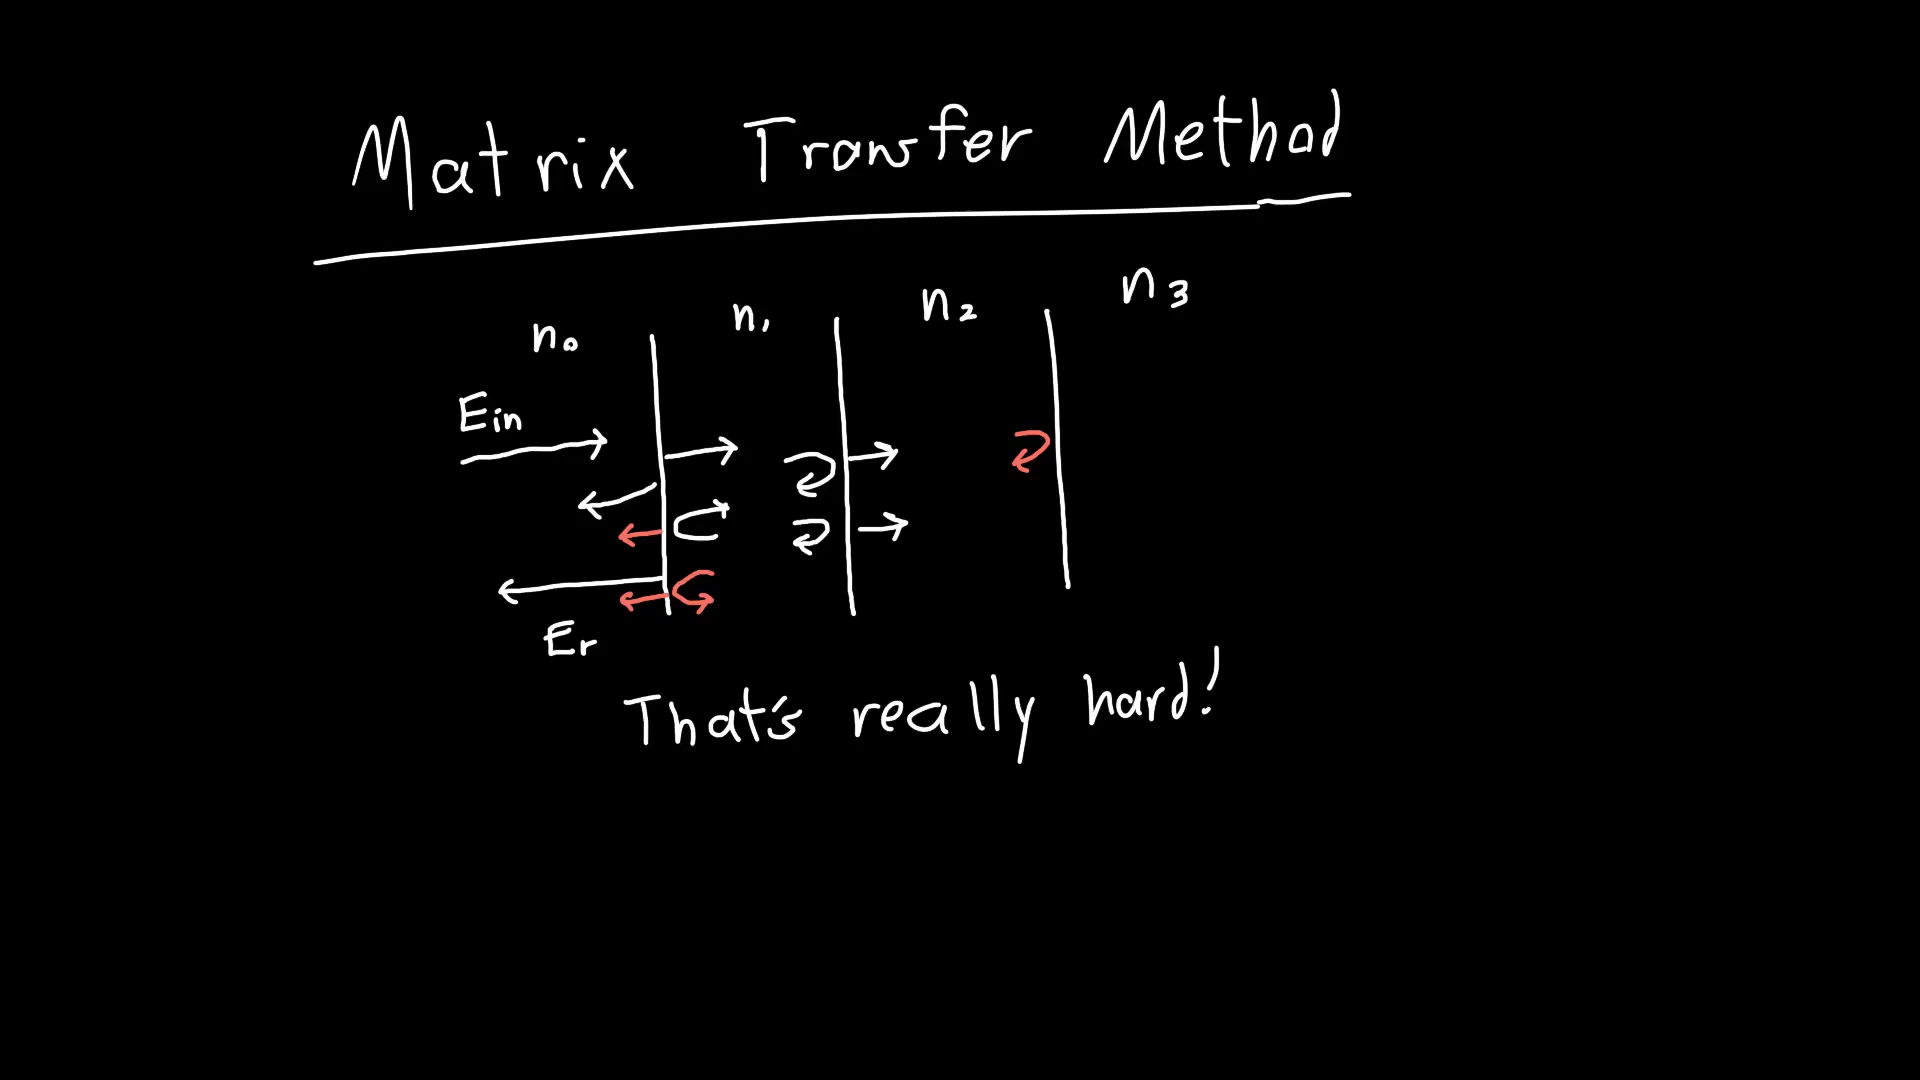 Matrix Transfer Method
n₀ n₁ n₂ n₃
Ein
Er
That's really hard!